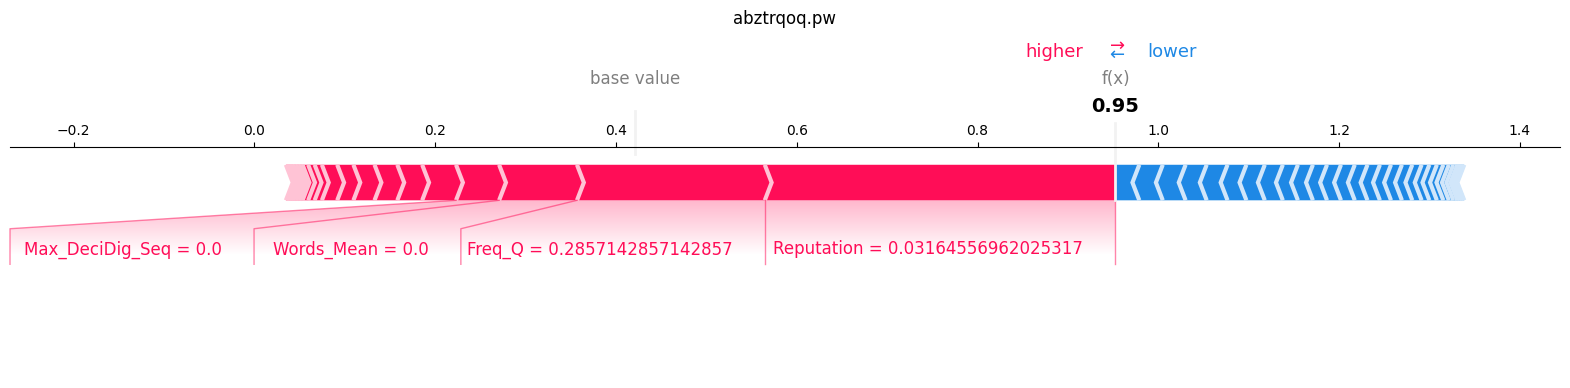 abztrqoq.pw
higher ⇄ lower
base value f(x)
0.95
−0.2 0.0 0.2 0.4 0.6 0.8 1.0 1.2 1.4
Max_DeciDig_Seq = 0.0 Words_Mean = 0.0 Freq_Q = 0.2857142857142857 Reputation = 0.03164556962025317